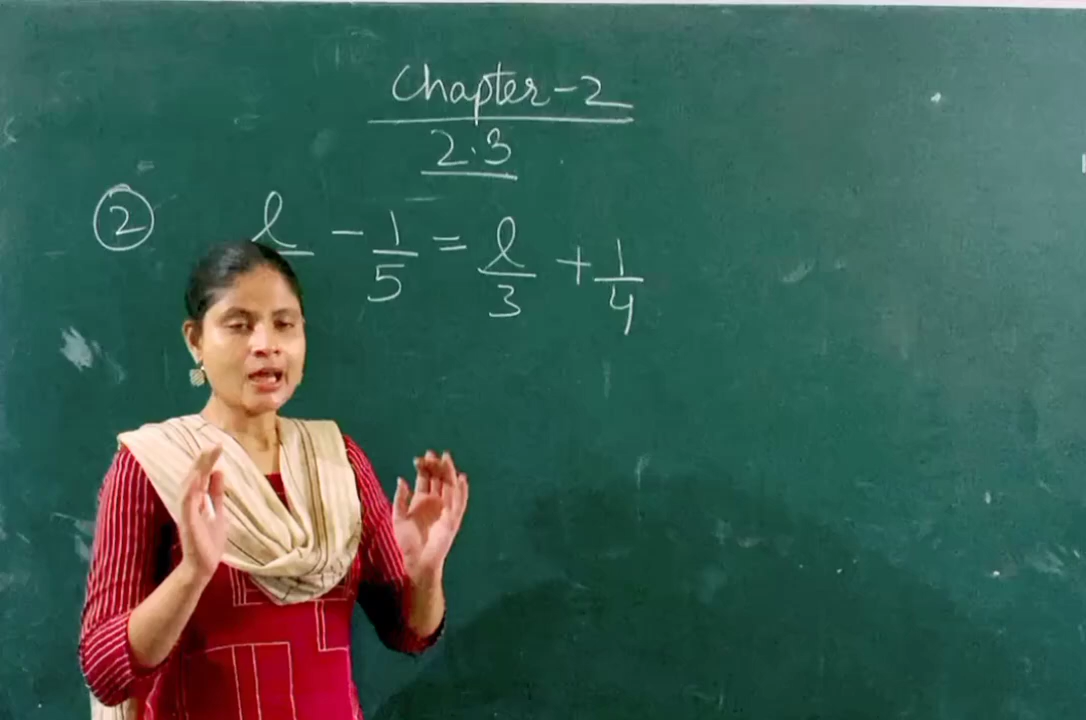 Chapter-2
2.3
② l/ - 1/5 = l/3 + 1/4